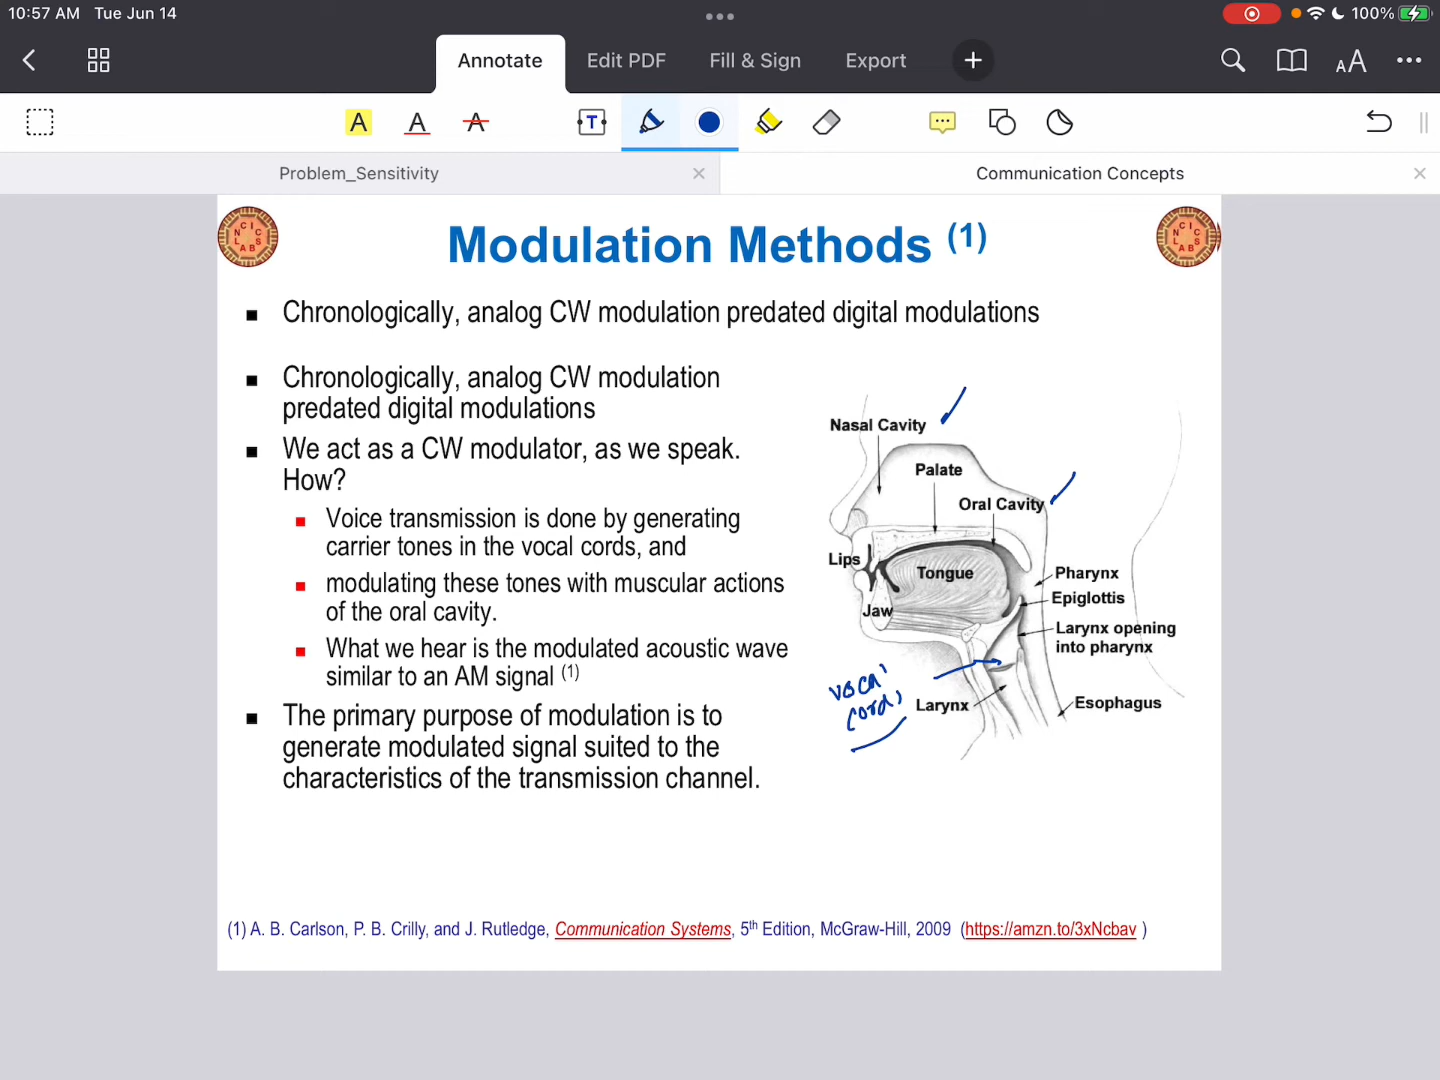 10:57 AM Tue Jun 14
100%
Annotate Edit PDF Fill & Sign Export
AA
A A A T
Problem_Sensitivity
Communication Concepts
Modulation Methods (1)
Chronologically, analog CW modulation predated digital modulations
Chronologically, analog CW modulation
predated digital modulations
We act as a CW modulator, as we speak.
How?
Voice transmission is done by generating
carrier tones in the vocal cords, and
modulating these tones with muscular actions
of the oral cavity.
What we hear is the modulated acoustic wave
similar to an AM signal (1)
The primary purpose of modulation is to
generate modulated signal suited to the
characteristics of the transmission channel.
Nasal Cavity
Palate
Oral Cavity
Lips
Tongue
Pharynx
Epiglottis
Jaw
Larynx opening
into pharynx
vocal
cords
Larynx
Esophagus
(1) A. B. Carlson, P. B. Crilly, and J. Rutledge, Communication Systems, 5th Edition, McGraw-Hill, 2009 (https://amzn.to/3xNcbav )